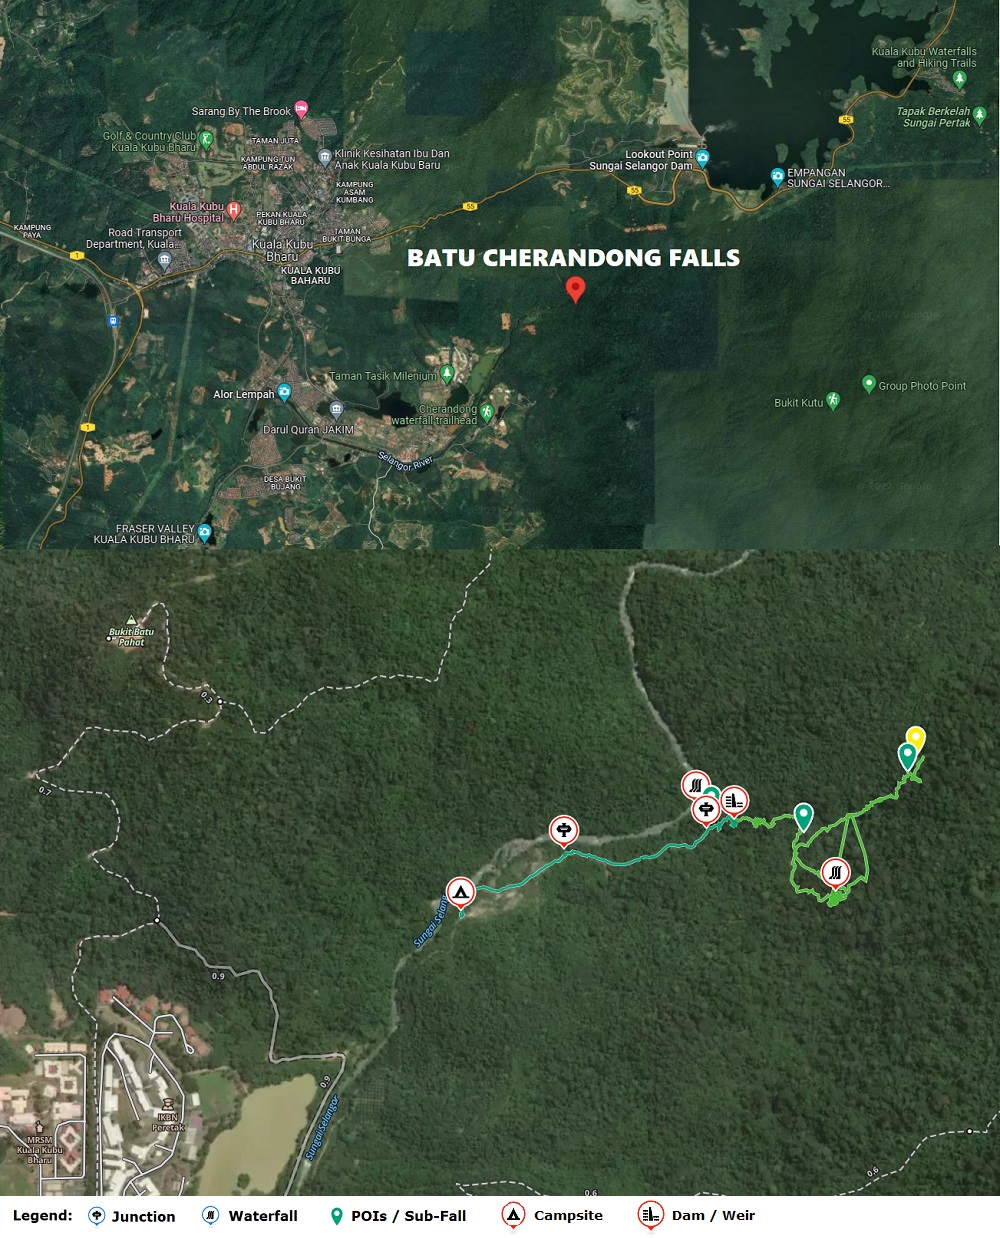 Kuala Kubu Waterfalls
and Hiking Trails
Sarang By The Brook
Tapak Berkelah
Sungai Pertak
55
Golf & Country Club
Kuala Kubu Bharu
TAMAN JUTA
Klinik Kesihatan Ibu Dan
Anak Kuala Kubu Baru
KAMPUNG TUN
ABDUL RAZAK
Lookout Point
Sungai Selangor Dam
EMPANGAN
SUNGAI SELANGOR...
KAMPUNG
ASAM
KUMBANG
55
Kuala Kubu
Bharu Hospital
H
PEKAN KUALA
KUBU BHARU
55
KAMPUNG
PAYA
Road Transport
Department, Kuala...
TAMAN
BUKIT BUNGA
Kuala Kubu
Bharu
1
BATU CHERANDONG FALLS
KUALA KUBU
BAHARU
Taman Tasik Milenium
Group Photo Point
Alor Lempah
Bukit Kutu
Cherandong
waterfall trailhead
1
Darul Quran JAKIM
Selangor River
DESA BUKIT
BUJANG
FRASER VALLEY
KUALA KUBU BHARU
Bukit Batu
Pahat
0.3
0.7
Sungai Selang
0.9
0.9
IKBN
Peretak
Sungai Selangor
MRSM
Kuala Kubu
Bharu
0.6
0.6
Legend: Junction Waterfall POIs / Sub-Fall Campsite Dam / Weir